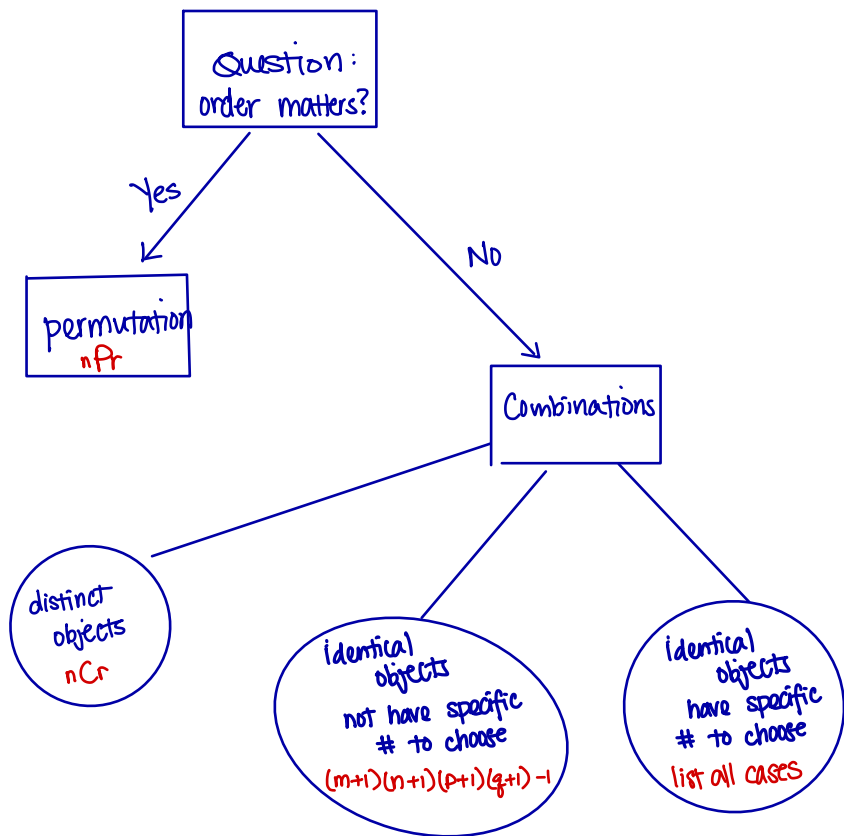 Question:
order matters?
Yes
No
permutation
nPr
Combinations
distinct
objects
nCr
identical
objects
not have specific
# to choose
(m+1)(n+1)(p+1)(q+1)-1
identical
objects
have specific
# to choose
list all cases